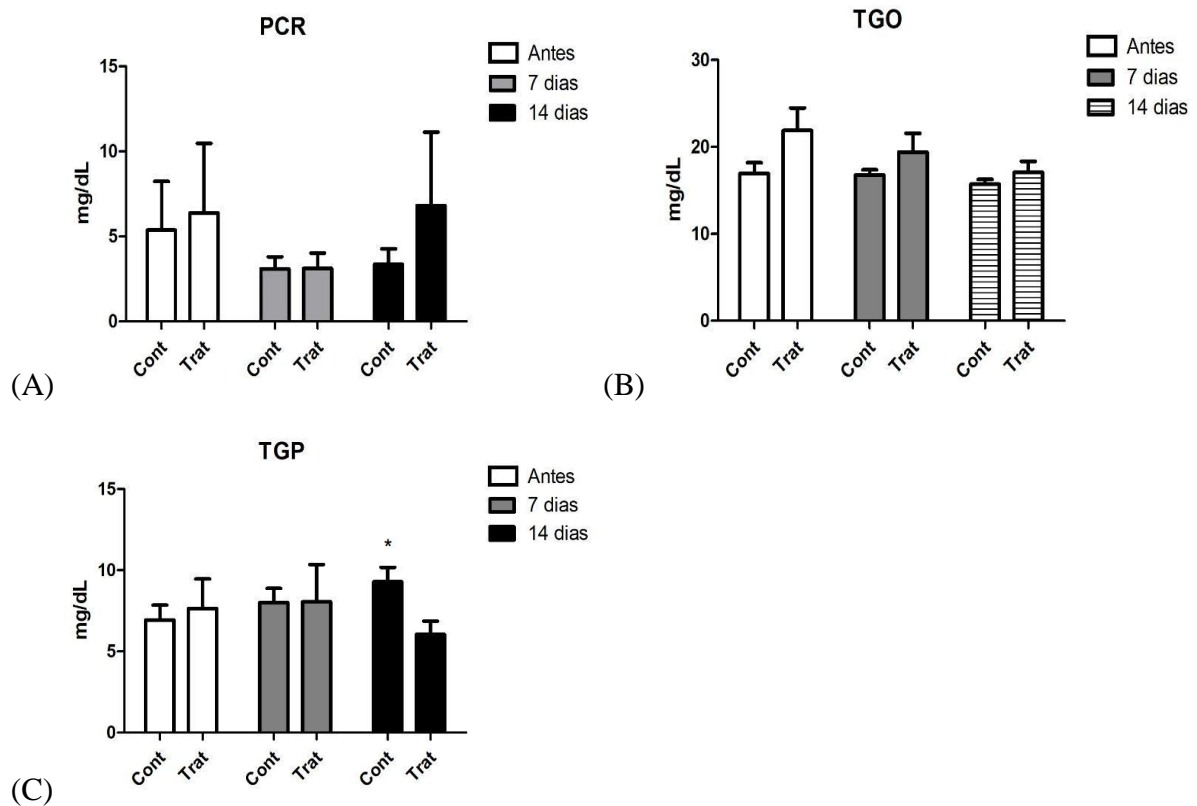 PCR
Antes
7 dias
14 dias
15
10
5
0
mg/dL
Cont Trat Cont Trat Cont Trat
(A)
TGO
Antes
7 dias
14 dias
30
20
10
0
mg/dL
Cont Trat Cont Trat Cont Trat
(B)
TGP
Antes
7 dias
14 dias
15
10
5
0
mg/dL
*
Cont Trat Cont Trat Cont Trat
(C)